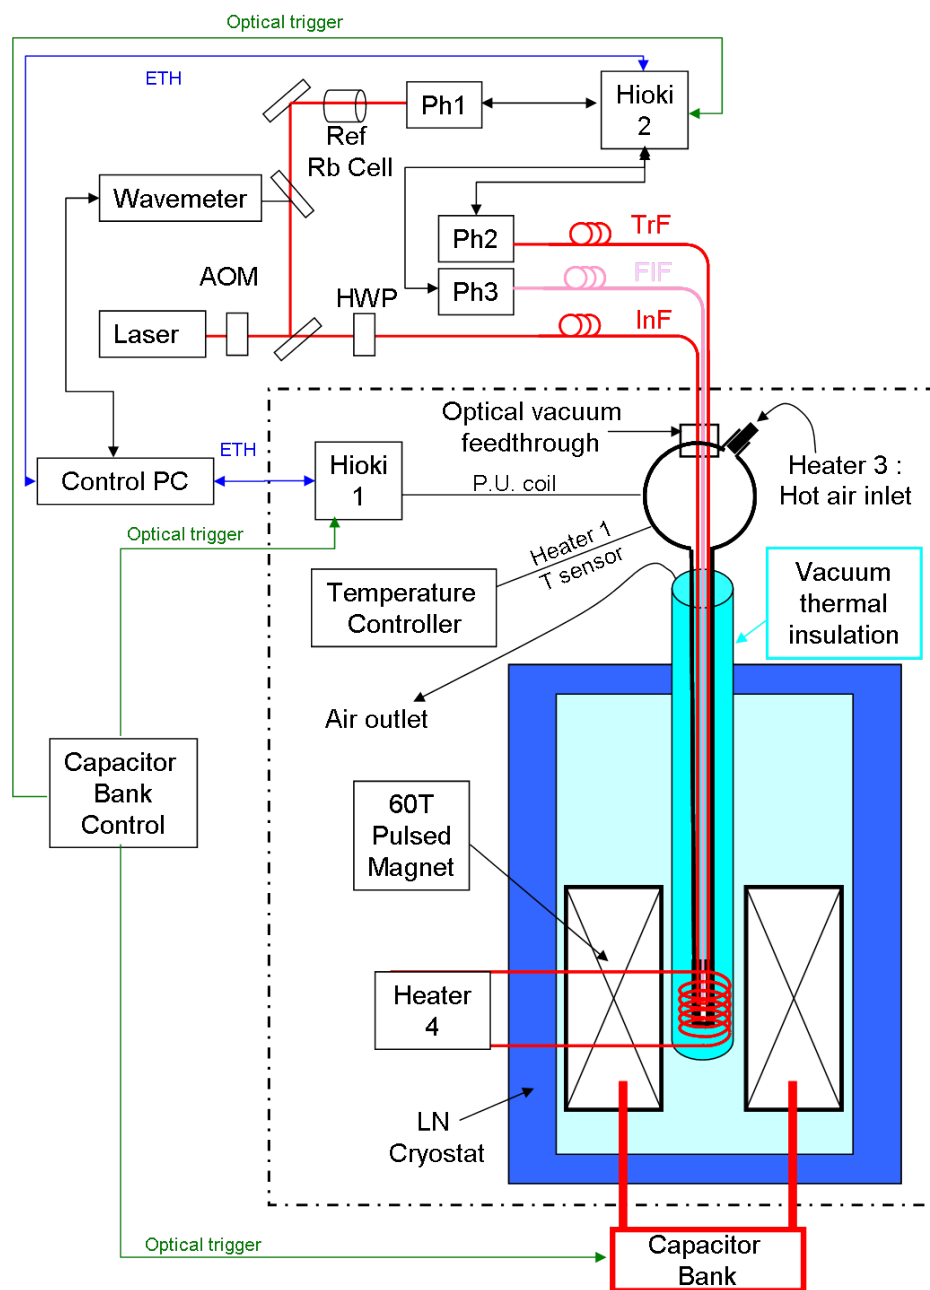 Optical trigger
ETH
Ph1
Hioki
2
Ref
Rb Cell
Wavemeter
Ph2
TrF
AOM
Ph3
FlF
HWP
InF
Laser
Optical vacuum
feedthrough
ETH
Hioki
1
Control PC
P.U. coil
Heater 3 :
Hot air inlet
Optical trigger
Heater 1
T sensor
Temperature
Controller
Vacuum
thermal
insulation
Air outlet
Capacitor
Bank
Control
60T
Pulsed
Magnet
Heater
4
LN
Cryostat
Optical trigger
Capacitor
Bank